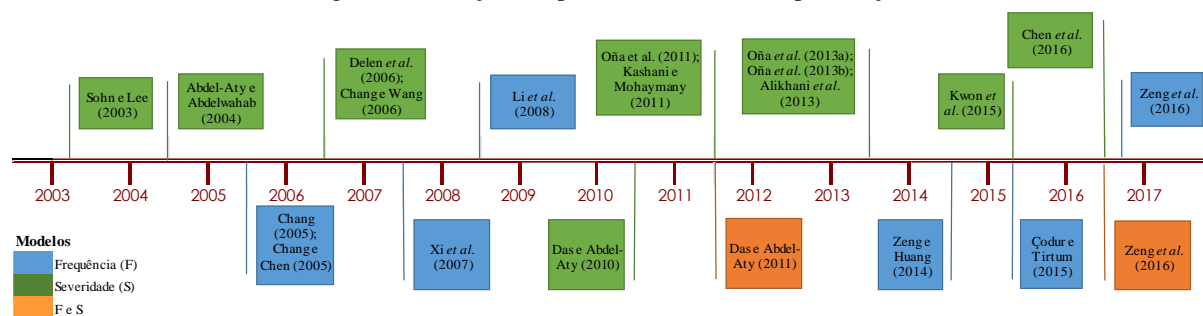 Sohn e Lee
(2003)
Abdel-Aty e
Abdelwahab
(2004)
Delen et al.
(2006);
Chang e Wang
(2006)
Li et al.
(2008)
Oña et al. (2011);
Kashani e
Mohaymany
(2011)
Oña et al. (2013a);
Oña et al. (2013b);
Alikhani et al.
(2013)
Kwon et
al. (2015)
Chen et al.
(2016)
Zeng et al.
(2016)
2003 2004 2005 2006 2007 2008 2009 2010 2011 2012 2013 2014 2015 2016 2017
Chang
(2005);
Chang e
Chen (2005)
Xi et al.
(2007)
Das e Abdel-
Aty (2010)
Das e Abdel-
Aty (2011)
Zeng e
Huang
(2014)
Çodur e
Tirtum
(2015)
Zeng et al.
(2016)
Modelos
Frequência (F)
Severidade (S)
F e S